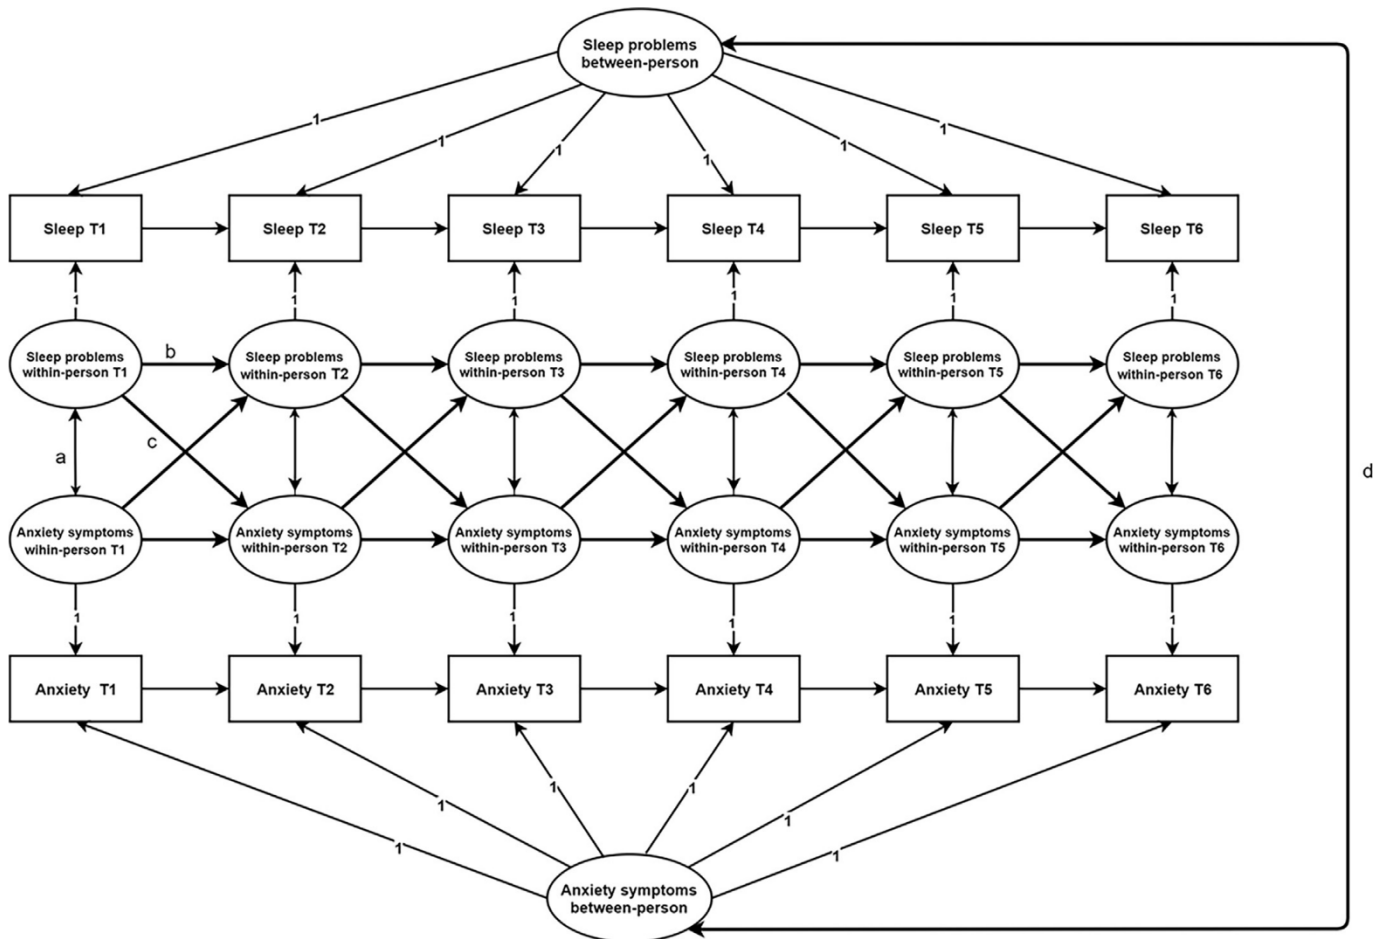 Sleep problems
between-person
1
1
1
1
1
1
Sleep T1
Sleep T2
Sleep T3
Sleep T4
Sleep T5
Sleep T6
1
1
1
1
1
1
Sleep problems
within-person T1
b
Sleep problems
within-person T2
Sleep problems
within-person T3
Sleep problems
within-person T4
Sleep problems
within-person T5
Sleep problems
within-person T6
a
c
d
Anxiety symptoms
wihin-person T1
Anxiety symptoms
within-person T2
Anxiety symptoms
within-person T3
Anxiety symptoms
within-person T4
Anxiety symptoms
within-person T5
Anxiety symptoms
within-person T6
1
1
1
1
1
1
Anxiety T1
Anxiety T2
Anxiety T3
Anxiety T4
Anxiety T5
Anxiety T6
1
1
1
1
1
1
Anxiety symptoms
between-person